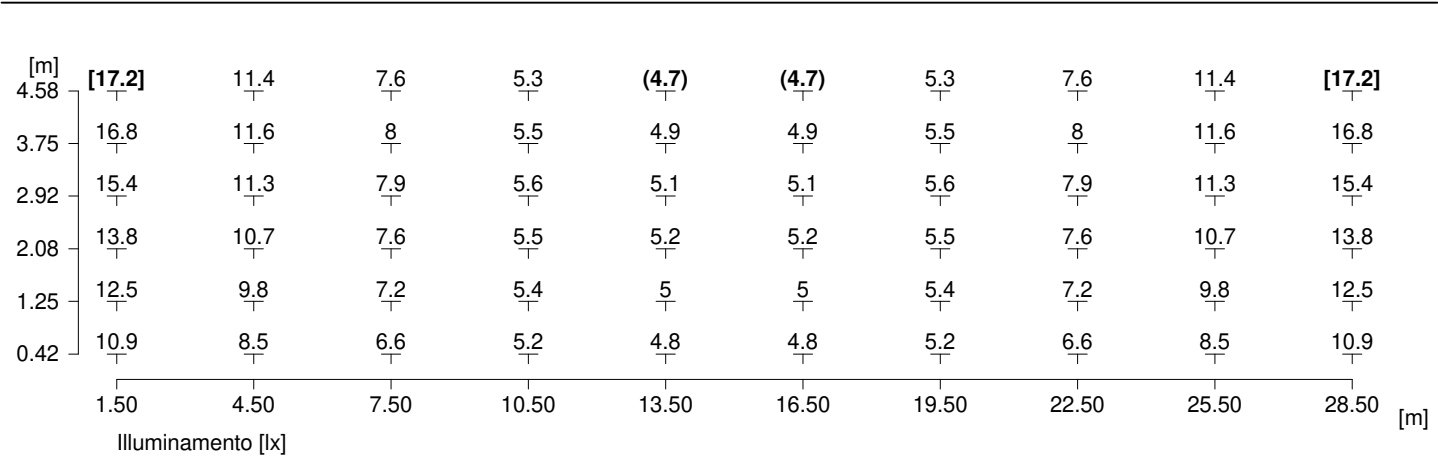 [m]
4.58 [17.2] 11.4 7.6 5.3 (4.7) (4.7) 5.3 7.6 11.4 [17.2]
3.75 16.8 11.6 8 5.5 4.9 4.9 5.5 8 11.6 16.8
2.92 15.4 11.3 7.9 5.6 5.1 5.1 5.6 7.9 11.3 15.4
2.08 13.8 10.7 7.6 5.5 5.2 5.2 5.5 7.6 10.7 13.8
1.25 12.5 9.8 7.2 5.4 5 5 5.4 7.2 9.8 12.5
0.42 10.9 8.5 6.6 5.2 4.8 4.8 5.2 6.6 8.5 10.9
1.50 4.50 7.50 10.50 13.50 16.50 19.50 22.50 25.50 28.50 [m]
Illuminamento [lx]